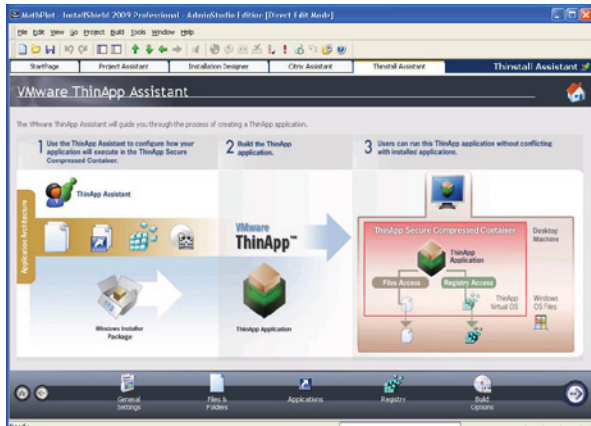 MathPlot - InstallShield 2009 Professional - AdminStudio Edition [Direct Edit Mode]
File Edit View Go Project Build Tools Window Help
StartPage
Project Assistant
Installation Designer
Citrix Assistant
Thinstall Assistant
Thinstall Assistant
VMware ThinApp Assistant
The VMware ThinApp Assistant will guide you through the process of creating a ThinApp application.
1 Use the ThinApp Assistant to configure how your
application will execute in the ThinApp Secure
Compressed Container.
2 Build the ThinApp
application.
3 Users can run this ThinApp application without conflicting
with installed applications.
Application Architecture
ThinApp Assistant
VMware
ThinApp™
Windows Installer
Package
ThinApp Application
ThinApp Secure Compressed Container
Desktop
Machine
ThinApp
Application
Files Access
Registry Access
ThinApp
Virtual OS
Windows
OS Files
General
Settings
Files &
Folders
Applications
Registry
Build
Options
Ready